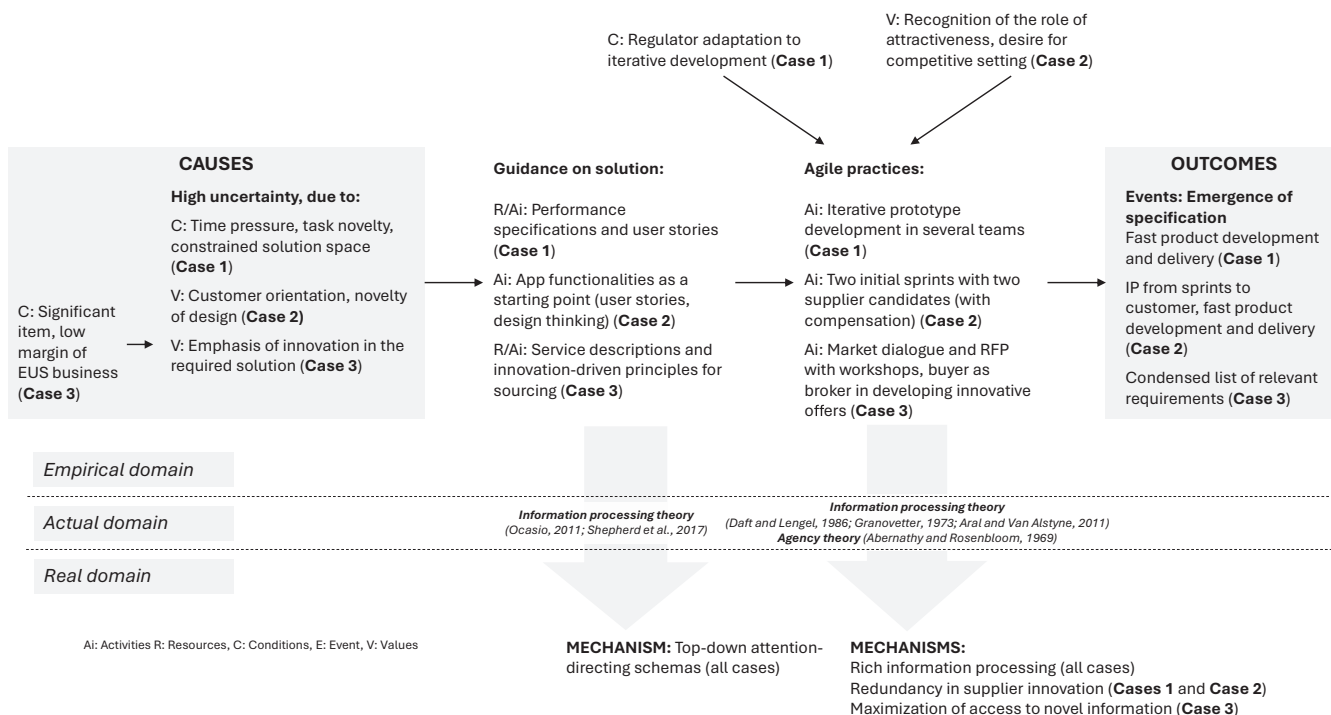 C: Regulator adaptation to
iterative development (Case 1)
V: Recognition of the role of
attractiveness, desire for
competitive setting (Case 2)
CAUSES
High uncertainty, due to:
C: Time pressure, task novelty,
constrained solution space
(Case 1)
V: Customer orientation, novelty
of design (Case 2)
V: Emphasis of innovation in the
required solution (Case 3)
C: Significant
item, low
margin of
EUS business
(Case 3)
Guidance on solution:
R/Ai: Performance
specifications and user stories
(Case 1)
Ai: App functionalities as a
starting point (user stories,
design thinking) (Case 2)
R/Ai: Service descriptions and
innovation-driven principles for
sourcing (Case 3)
Agile practices:
Ai: Iterative prototype
development in several teams
(Case 1)
Ai: Two initial sprints with two
supplier candidates (with
compensation) (Case 2)
Ai: Market dialogue and RFP
with workshops, buyer as
broker in developing innovative
offers (Case 3)
OUTCOMES
Events: Emergence of
specification
Fast product development
and delivery (Case 1)
IP from sprints to
customer, fast product
development and delivery
(Case 2)
Condensed list of relevant
requirements (Case 3)
Empirical domain
Actual domain
Information processing theory
(Ocasio, 2011; Shepherd et al., 2017)
Information processing theory
(Daft and Lengel, 1986; Granovetter, 1973; Aral and Van Alstyne, 2011)
Agency theory (Abernathy and Rosenbloom, 1969)
Real domain
Ai: Activities R: Resources, C: Conditions, E: Event, V: Values
MECHANISM: Top-down attention-
directing schemas (all cases)
MECHANISMS:
Rich information processing (all cases)
Redundancy in supplier innovation (Cases 1 and Case 2)
Maximization of access to novel information (Case 3)